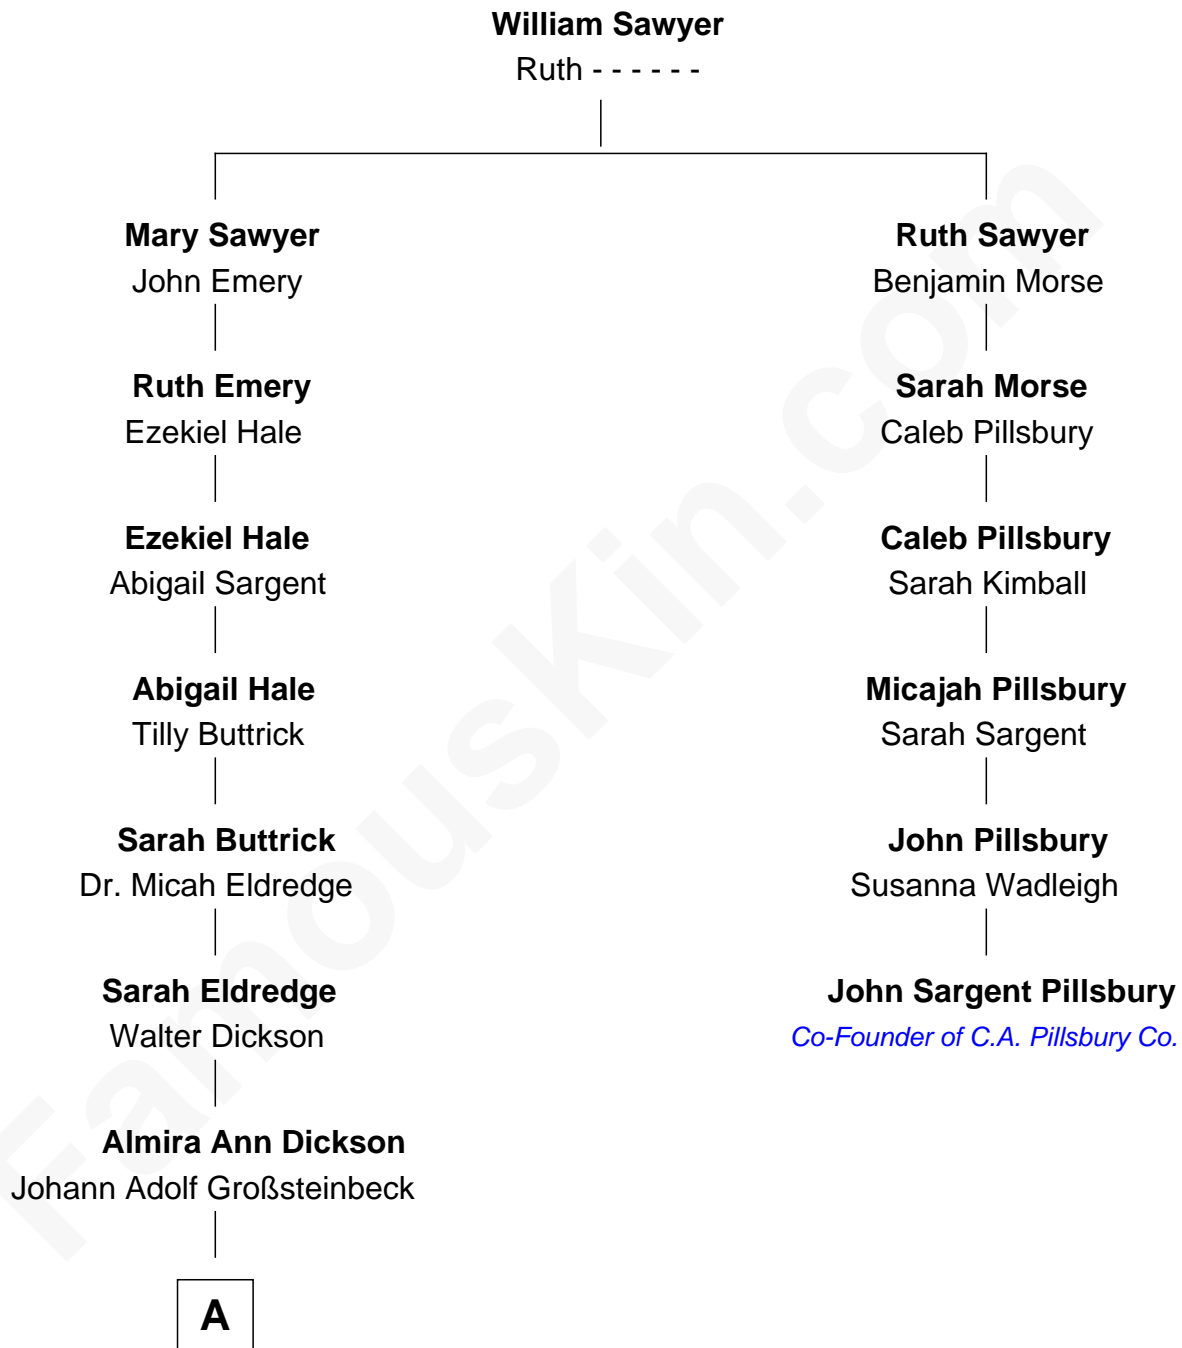 William Sawyer
Ruth - - - - - -
Mary Sawyer
John Emery
Ruth Emery
Ezekiel Hale
Ezekiel Hale
Abigail Sargent
Abigail Hale
Tilly Buttrick
Sarah Buttrick
Dr. Micah Eldredge
Sarah Eldredge
Walter Dickson
Almira Ann Dickson
Johann Adolf Großsteinbeck
A
Ruth Sawyer
Benjamin Morse
Sarah Morse
Caleb Pillsbury
Caleb Pillsbury
Sarah Kimball
Micajah Pillsbury
Sarah Sargent
John Pillsbury
Susanna Wadleigh
John Sargent Pillsbury
Co-Founder of C.A. Pillsbury Co.
FamousKin.com